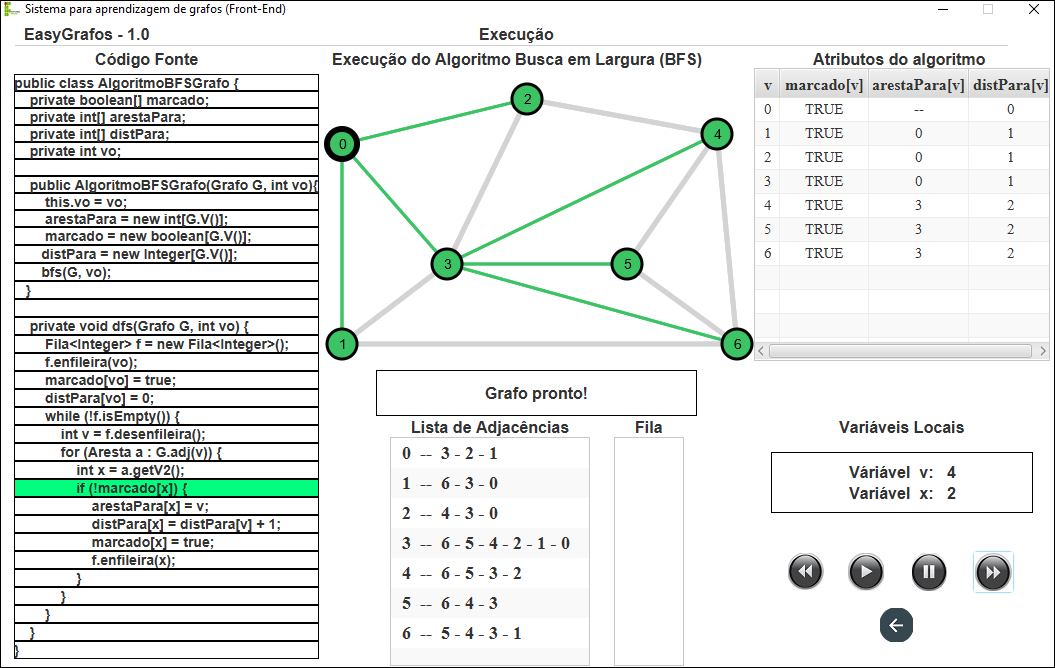 Sistema para aprendizagem de grafos (Front-End)
EasyGrafos - 1.0
Execução
Código Fonte
public class AlgoritmoBFSGrafo {
private boolean[] marcado;
private int[] arestaPara;
private int[] distPara;
private int vo;
public AlgoritmoBFSGrafo(Grafo G, int vo){
this.vo = vo;
arestaPara = new int[G.V()];
marcado = new boolean[G.V()];
distPara = new Integer[G.V()];
bfs(G, vo);
}
private void dfs(Grafo G, int vo) {
Fila<Integer> f = new Fila<Integer>();
f.enfileira(vo);
marcado[vo] = true;
distPara[vo] = 0;
while (!f.isEmpty()) {
int v = f.desenfileira();
for (Aresta a : G.adj(v)) {
int x = a.getV2();
if (!marcado[x]) {
arestaPara[x] = v;
distPara[x] = distPara[v] + 1;
marcado[x] = true;
f.enfileira(x);
}
}
}
}
}
Execução do Algoritmo Busca em Largura (BFS)
2
0
4
3
5
1
6
Grafo pronto!
Lista de Adjacências
0 -- 3 - 2 - 1
1 -- 6 - 3 - 0
2 -- 4 - 3 - 0
3 -- 6 - 5 - 4 - 2 - 1 - 0
4 -- 6 - 5 - 3 - 2
5 -- 6 - 4 - 3
6 -- 5 - 4 - 3 - 1
Fila
Atributos do algoritmo
v marcado[v] arestaPara[v] distPara[v]
0 TRUE -- 0
1 TRUE 0 1
2 TRUE 0 1
3 TRUE 0 1
4 TRUE 3 2
5 TRUE 3 2
6 TRUE 3 2
Variáveis Locais
Váriável v: 4
Variável x: 2